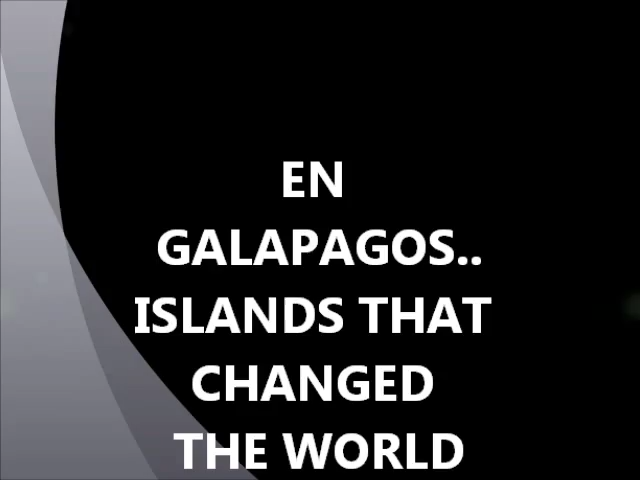 EN
GALAPAGOS..
ISLANDS THAT
CHANGED
THE WORLD